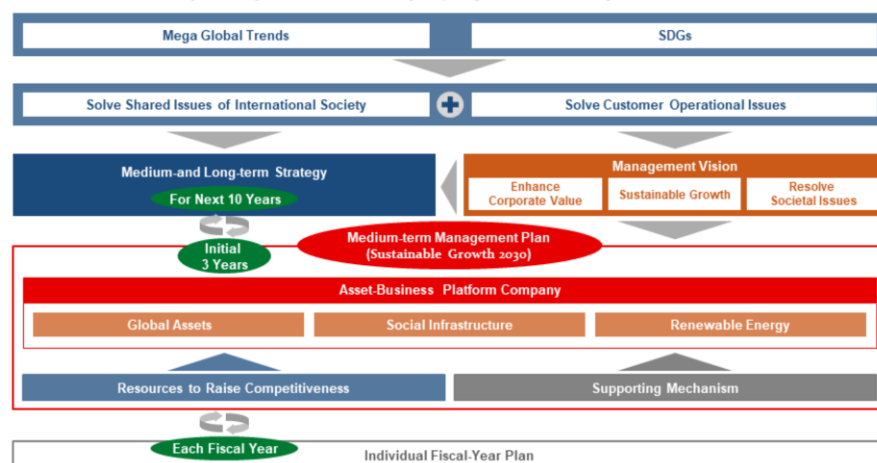 Mega Global Trends
SDGs
Solve Shared Issues of International Society
Solve Customer Operational Issues
Medium-and Long-term Strategy
For Next 10 Years
Management Vision
Enhance
Corporate Value
Sustainable Growth
Resolve
Societal Issues
Initial
3 Years
Medium-term Management Plan
(Sustainable Growth 2030)
Asset-Business Platform Company
Global Assets
Social Infrastructure
Renewable Energy
Resources to Raise Competitiveness
Supporting Mechanism
Each Fiscal Year
Individual Fiscal-Year Plan